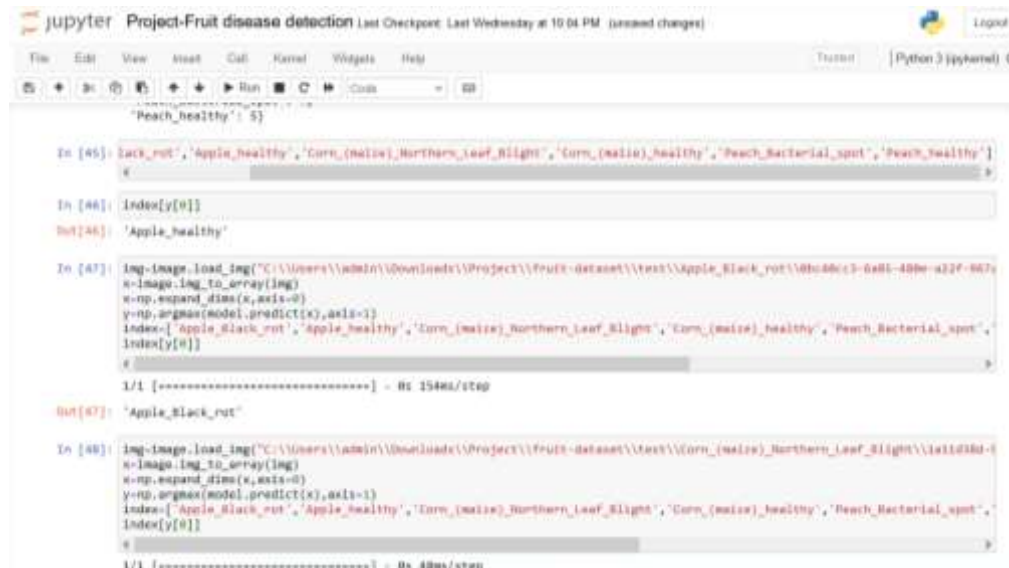 jupyter Project-Fruit disease detection Last Checkpoint: Last Wednesday at 10:04 PM (unsaved changes) Logout
File Edit View Insert Cell Kernel Widgets Help Trusted Python 3 (ipykernel)
Run Code
'Peach_healthy': 5}
In [45]: lack_rot','Apple_healthy','Corn_(maize)_Northern_Leaf_Blight','Corn_(maize)_healthy','Peach_Bacterial_spot','Peach_healthy']
In [46]: index[y[0]]
Out[46]: 'Apple_healthy'
In [47]: img=image.load_img("C:\\Users\\admin\\Downloads\\Project\\fruit-dataset\\test\\Apple_Black_rot\\
x=image.img_to_array(img)
x=np.expand_dims(x,axis=0)
y=np.argmax(model.predict(x),axis=1)
index=['Apple_Black_rot','Apple_healthy','Corn_(maize)_Northern_Leaf_Blight','Corn_(maize)_healthy','Peach_Bacterial_spot','
index[y[0]]
1/1 [==============================] - 0s 154ms/step
Out[47]: 'Apple_Black_rot'
In [48]: img=image.load_img("C:\\Users\\admin\\Downloads\\Project\\fruit-dataset\\test\\Corn_(maize)_Northern_Leaf_Blight\\
x=image.img_to_array(img)
x=np.expand_dims(x,axis=0)
y=np.argmax(model.predict(x),axis=1)
index=['Apple_Black_rot','Apple_healthy','Corn_(maize)_Northern_Leaf_Blight','Corn_(maize)_healthy','Peach_Bacterial_spot','
index[y[0]]
1/1 [==============================] - 0s 48ms/step